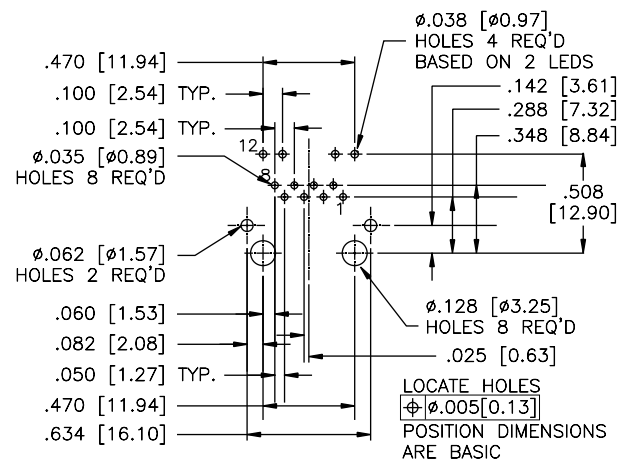 ø.038 [ø0.97]
HOLES 4 REQ'D
BASED ON 2 LEDS
.470 [11.94]
.142 [3.61]
.100 [2.54] TYP.
.288 [7.32]
.100 [2.54] TYP.
.348 [8.84]
12
ø.035 [ø0.89]
HOLES 8 REQ'D
8
.508
[12.90]
1
ø.062 [ø1.57]
HOLES 2 REQ'D
ø.128 [ø3.25]
HOLES 8 REQ'D
.060 [1.53]
.082 [2.08]
.025 [0.63]
.050 [1.27] TYP.
LOCATE HOLES
.470 [11.94]
⌖ ø.005[0.13]
.634 [16.10]
POSITION DIMENSIONS
ARE BASIC